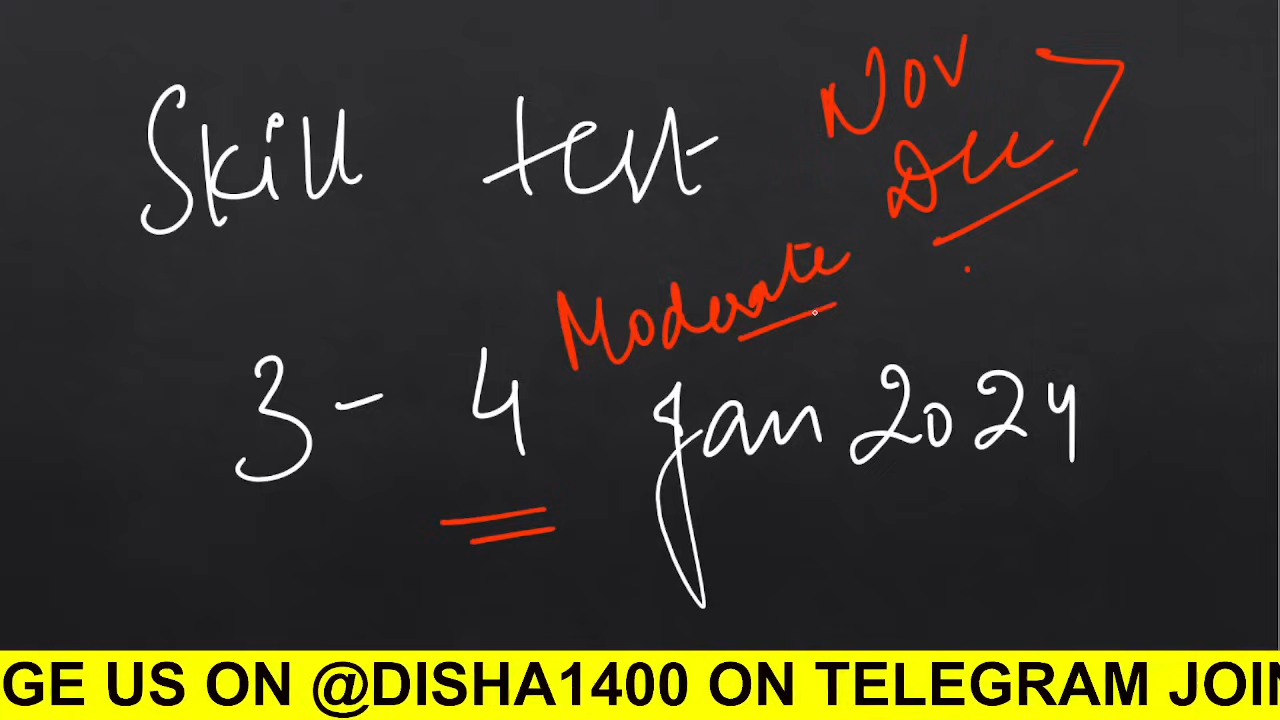 Skill test
Nov
Dec
Moderate
3- 4 Jan 2024
GE US ON @DISHA1400 ON TELEGRAM JOIN